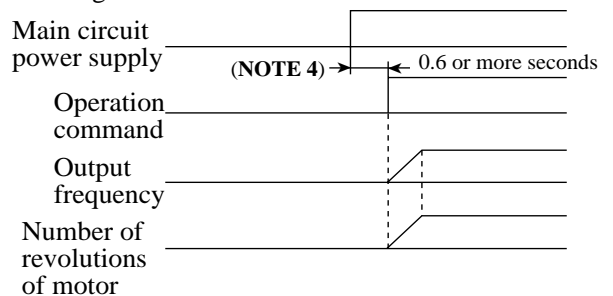 Main circuit
power supply
(NOTE 4)
0.6 or more seconds
Operation
command
Output
frequency
Number of
revolutions
of motor